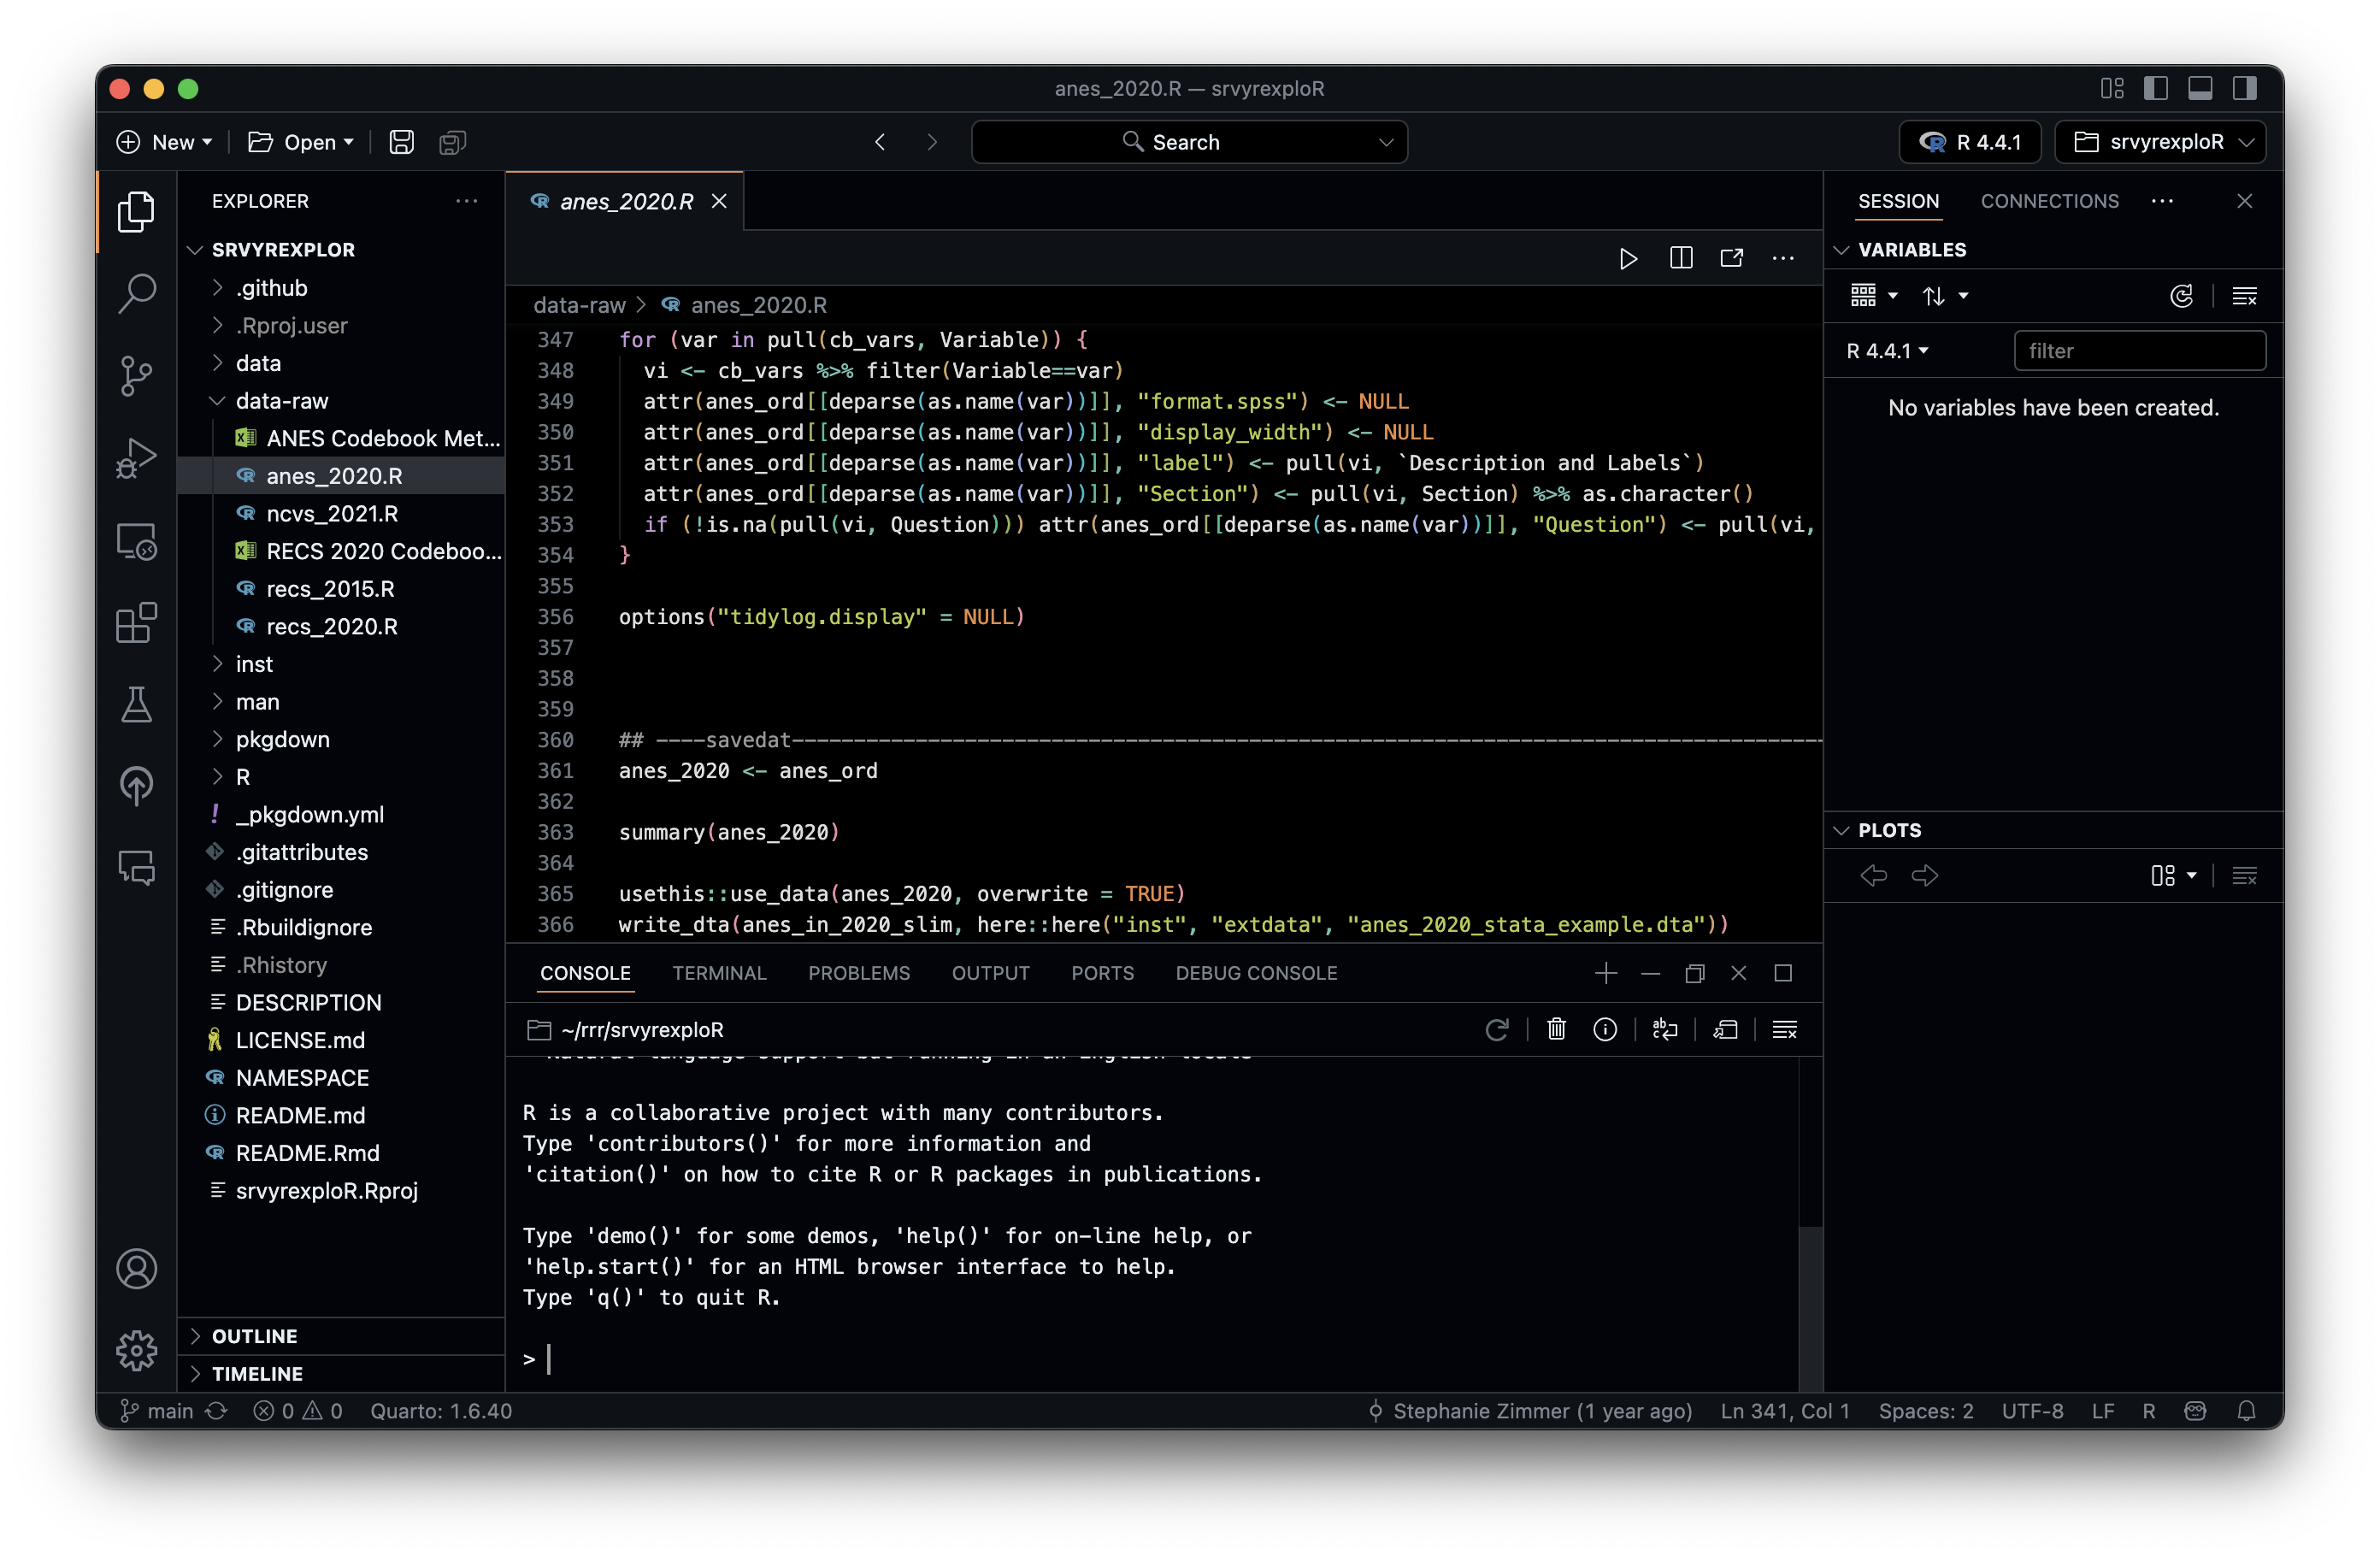 anes_2020.R — srvyrexploR
New
Open
Search
R 4.4.1
srvyrexploR
EXPLORER
SRVYREXPLOR
.github
.Rproj.user
data
data-raw
ANES Codebook Met...
anes_2020.R
ncvs_2021.R
RECS 2020 Codeboo...
recs_2015.R
recs_2020.R
inst
man
pkgdown
R
_pkgdown.yml
.gitattributes
.gitignore
.Rbuildignore
.Rhistory
DESCRIPTION
LICENSE.md
NAMESPACE
README.md
README.Rmd
srvyrexploR.Rproj
OUTLINE
TIMELINE
anes_2020.R
data-raw > anes_2020.R
347 for (var in pull(cb_vars, Variable)) {
348   vi <- cb_vars %>% filter(Variable==var)
349   attr(anes_ord[[deparse(as.name(var))]], "format.spss") <- NULL
350   attr(anes_ord[[deparse(as.name(var))]], "display_width") <- NULL
351   attr(anes_ord[[deparse(as.name(var))]], "label") <- pull(vi, `Description and Labels`)
352   attr(anes_ord[[deparse(as.name(var))]], "Section") <- pull(vi, Section) %>% as.character()
353   if (!is.na(pull(vi, Question))) attr(anes_ord[[deparse(as.name(var))]], "Question") <- pull(vi,
354 }
355
356 options("tidylog.display" = NULL)
357
358
359
360 ## ----savedat------------------------------------------------------------------------------------
361 anes_2020 <- anes_ord
362
363 summary(anes_2020)
364
365 usethis::use_data(anes_2020, overwrite = TRUE)
366 write_dta(anes_in_2020_slim, here::here("inst", "extdata", "anes_2020_stata_example.dta"))
CONSOLE TERMINAL PROBLEMS OUTPUT PORTS DEBUG CONSOLE
~/rrr/srvyrexploR
Natural language support but running in an English locale
R is a collaborative project with many contributors.
Type 'contributors()' for more information and
'citation()' on how to cite R or R packages in publications.
Type 'demo()' for some demos, 'help()' for on-line help, or
'help.start()' for an HTML browser interface to help.
Type 'q()' to quit R.
>
SESSION CONNECTIONS
VARIABLES
R 4.4.1
filter
No variables have been created.
PLOTS
main 0 0 Quarto: 1.6.40
Stephanie Zimmer (1 year ago) Ln 341, Col 1 Spaces: 2 UTF-8 LF R